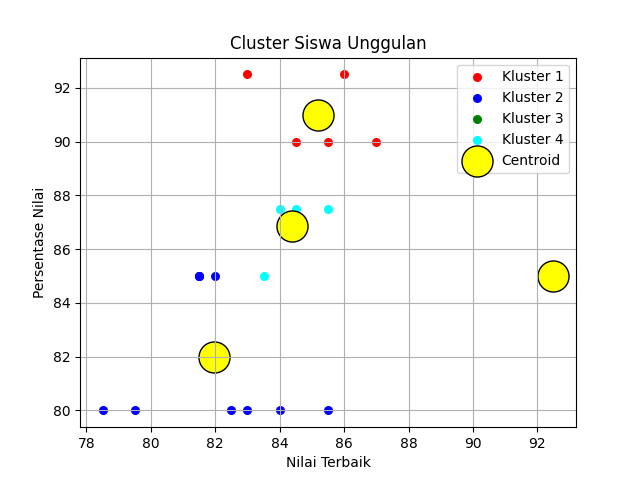 Cluster Siswa Unggulan
Kluster 1
Kluster 2
Kluster 3
Kluster 4
Centroid
Persentase Nilai
92
90
88
86
84
82
80
78 80 82 84 86 88 90 92
Nilai Terbaik